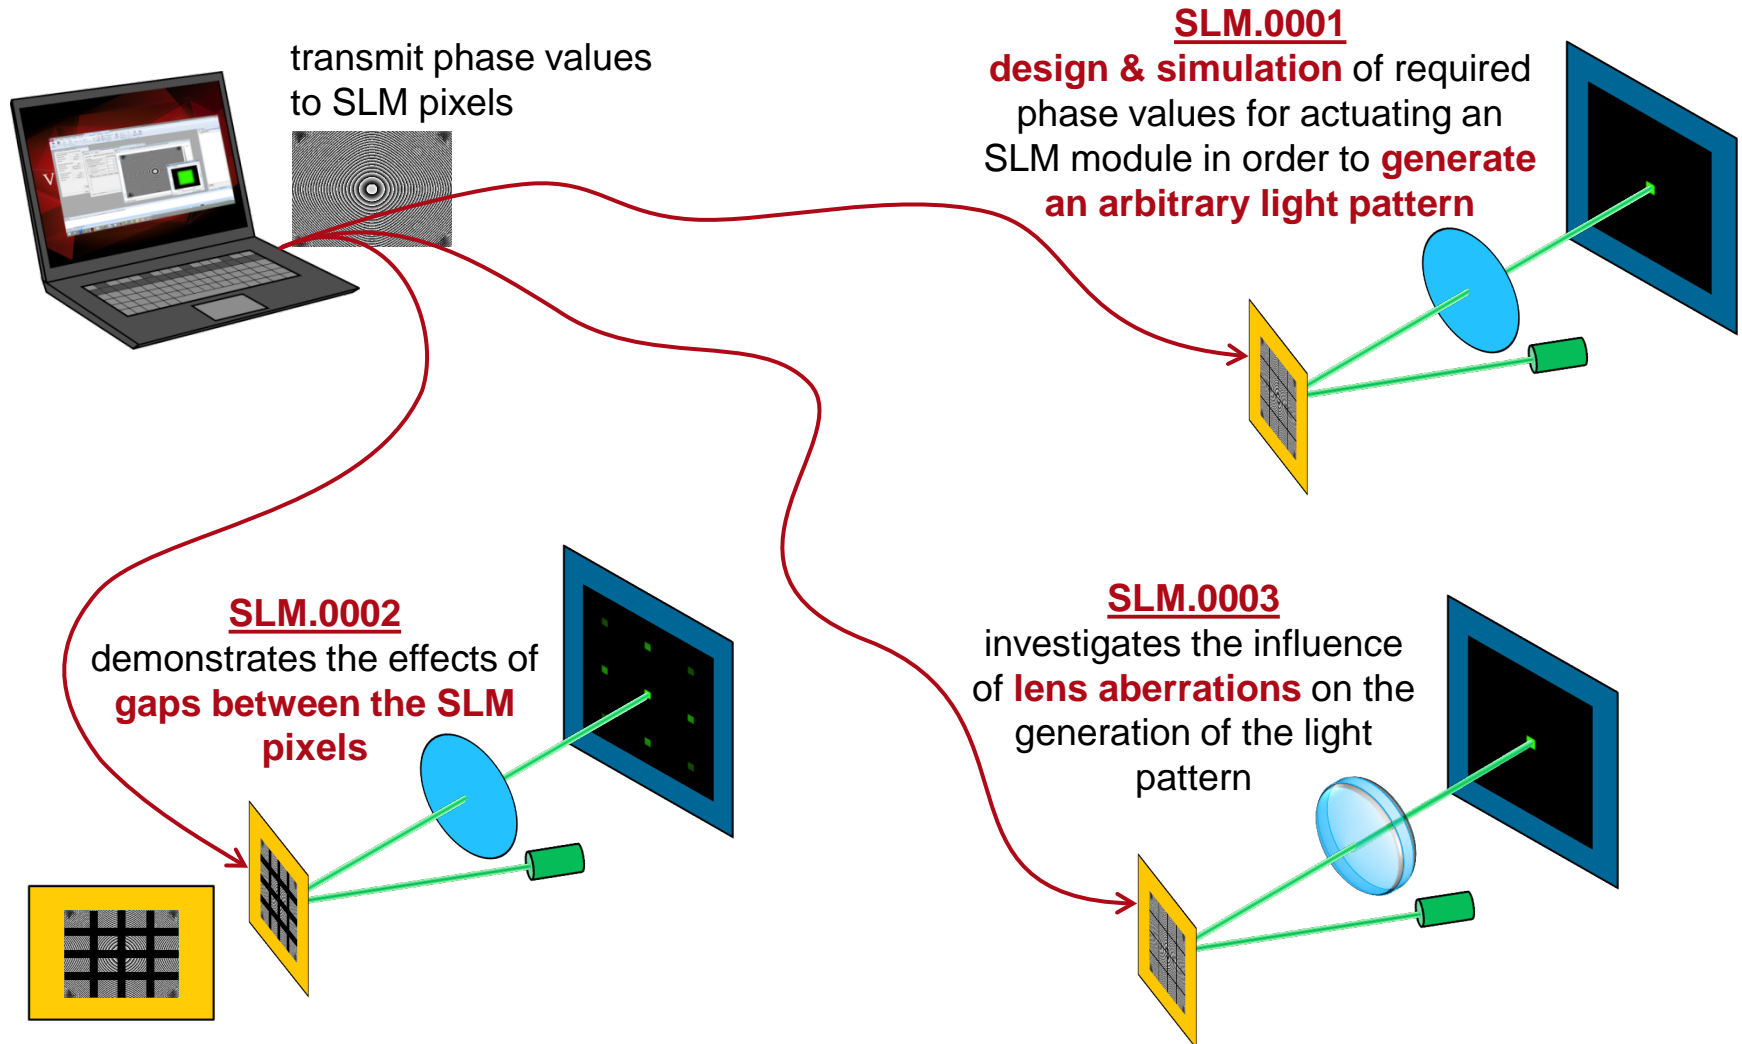 transmit phase values
to SLM pixels
SLM.0001
design & simulation of required
phase values for actuating an
SLM module in order to generate
an arbitrary light pattern
SLM.0002
demonstrates the effects of
gaps between the SLM
pixels
SLM.0003
investigates the influence
of lens aberrations on the
generation of the light
pattern